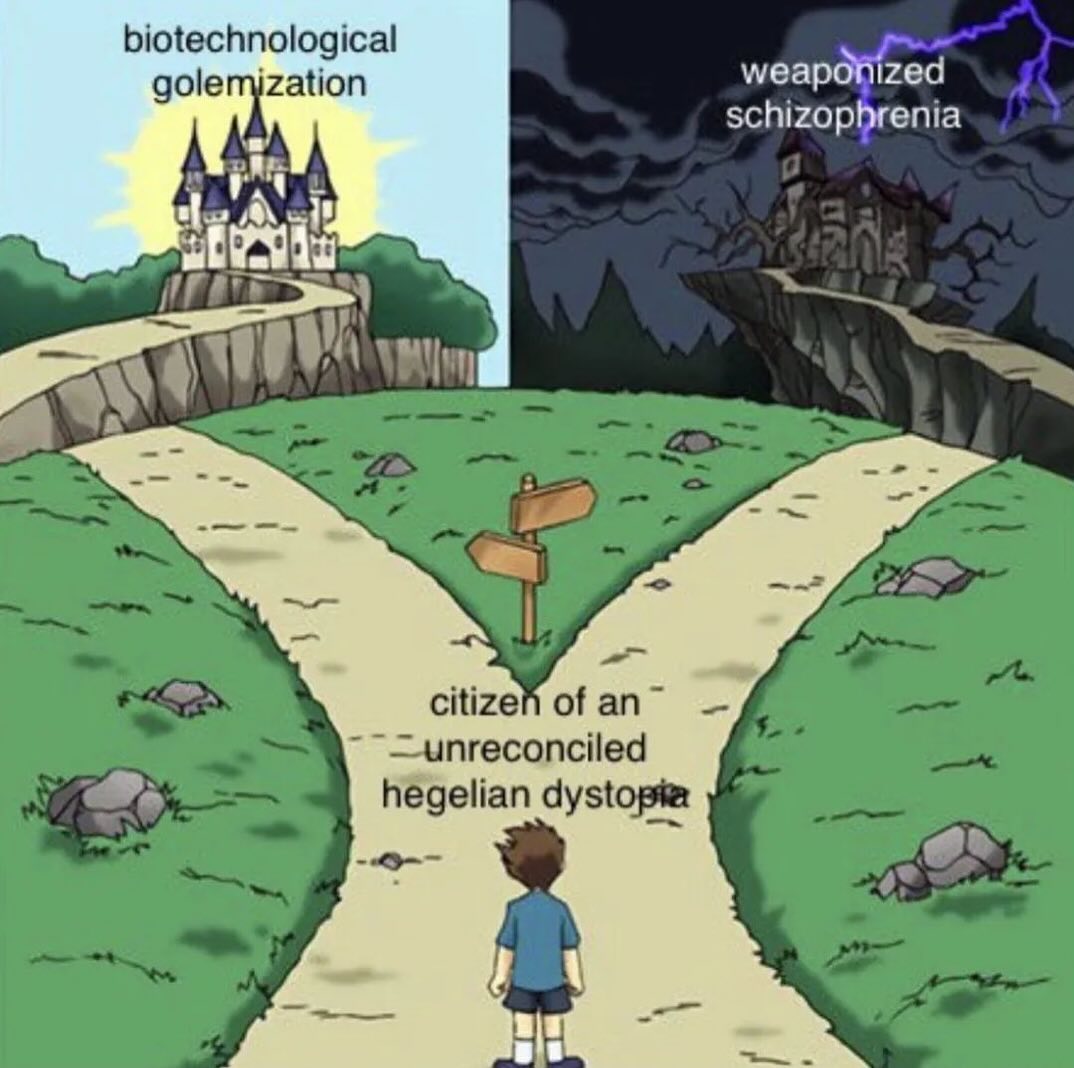 biotechnological
golemization
weaponized
schizophrenia
citizen of an
unreconciled
hegelian dystopia